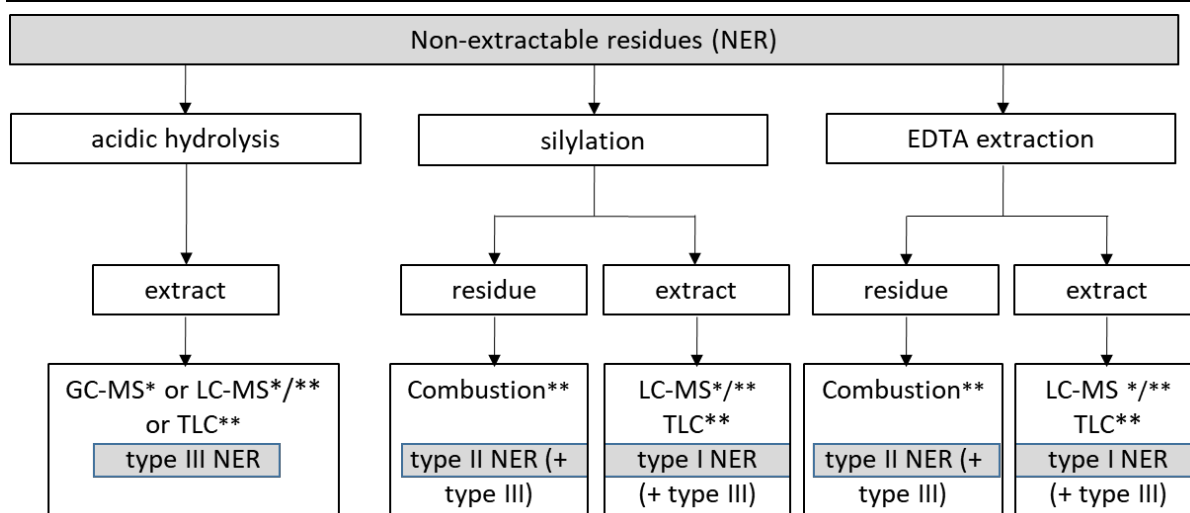 Non-extractable residues (NER)
acidic hydrolysis
silylation
EDTA extraction
extract
residue
extract
residue
extract
GC-MS* or LC-MS*/**
or TLC**
type III NER
Combustion**
type II NER (+
type III)
LC-MS*/**
TLC**
type I NER
(+ type III)
Combustion**
type II NER (+
type III)
LC-MS */**
TLC**
type I NER
(+ type III)